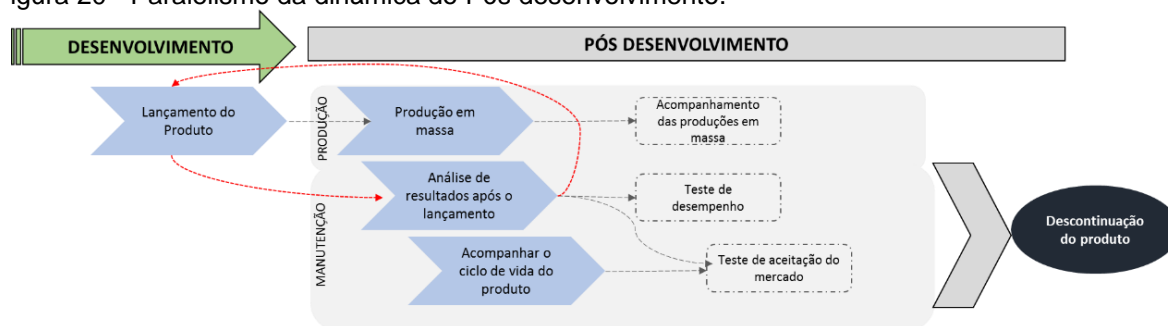 igura 20 - Paralelismo da dinâmica do Pós desenvolvimento.
DESENVOLVIMENTO
PÓS DESENVOLVIMENTO
Lançamento do
Produto
PRODUÇÃO
Produção em
massa
Acompanhamento
das produções em
massa
MANUTENÇÃO
Análise de
resultados após o
lançamento
Teste de
desempenho
Acompanhar o
ciclo de vida do
produto
Teste de aceitação do
mercado
Descontinuação
do produto